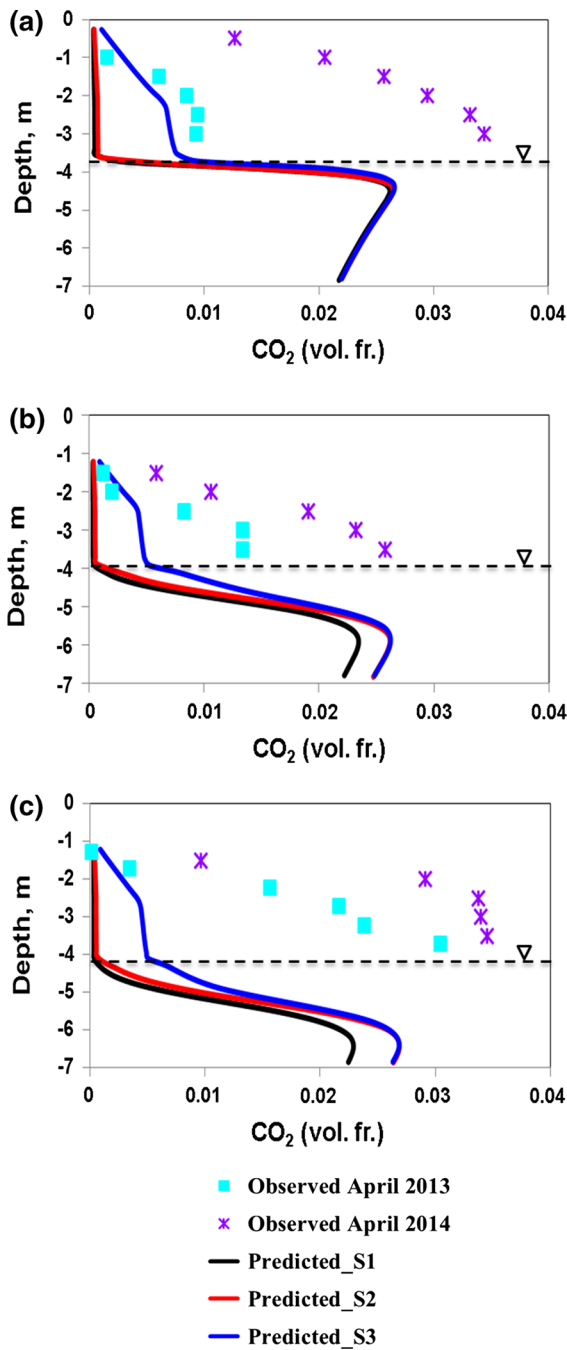 (a)
0
-1
-2
-3
-4
-5
-6
-7
Depth, m
0 0.01 0.02 0.03 0.04
CO₂ (vol. fr.)
(b)
0
-1
-2
-3
-4
-5
-6
-7
Depth, m
0 0.01 0.02 0.03 0.04
CO₂ (vol. fr.)
(c)
0
-1
-2
-3
-4
-5
-6
-7
Depth, m
0 0.01 0.02 0.03 0.04
CO₂ (vol. fr.)
Observed April 2013
Observed April 2014
Predicted_S1
Predicted_S2
Predicted_S3